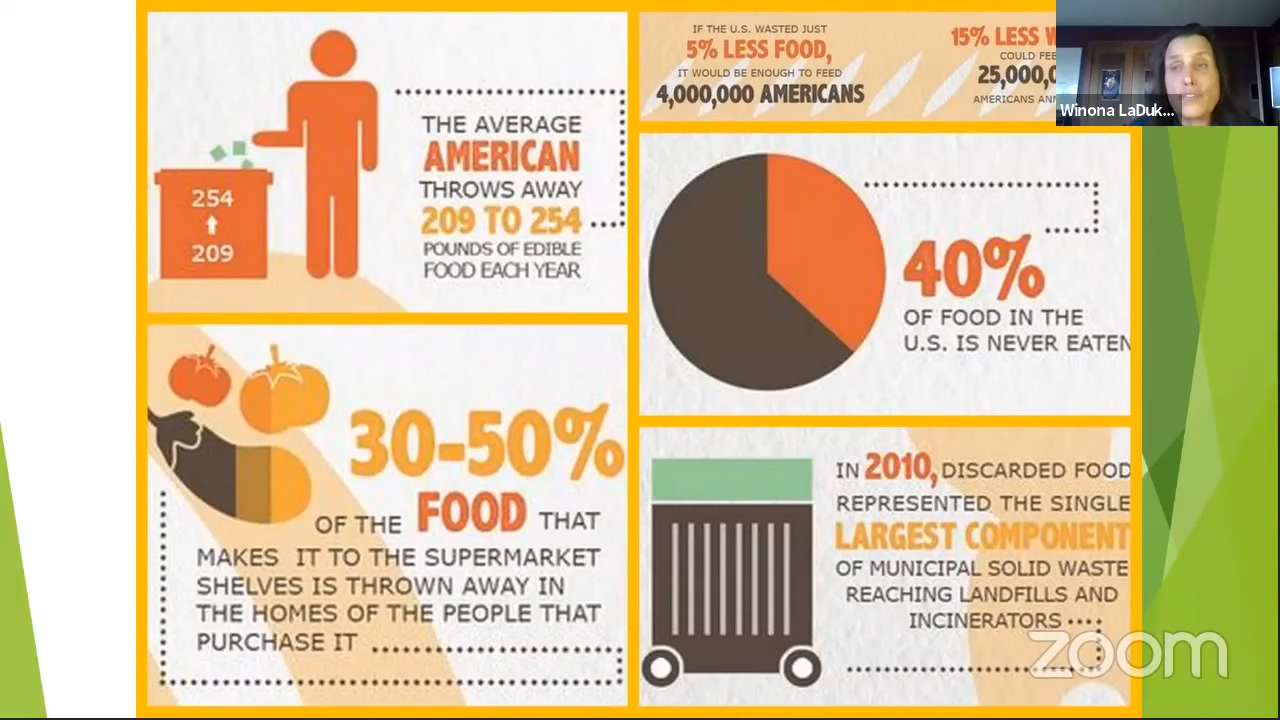 254
209
THE AVERAGE
AMERICAN
THROWS AWAY
209 TO 254
POUNDS OF EDIBLE
FOOD EACH YEAR
IF THE U.S. WASTED JUST
5% LESS FOOD,
IT WOULD BE ENOUGH TO FEED
4,000,000 AMERICANS
15% LESS
COULD
25,000,0
AMERICANS
Winona LaDuk...
40%
OF FOOD IN THE
U.S. IS NEVER EATEN
30-50%
OF THE FOOD THAT
MAKES IT TO THE SUPERMARKET
SHELVES IS THROWN AWAY IN
THE HOMES OF THE PEOPLE THAT
PURCHASE IT
IN 2010, DISCARDED FOOD
REPRESENTED THE SINGLE
LARGEST COMPONENT
OF MUNICIPAL SOLID WASTE
REACHING LANDFILLS AND
INCINERATORS
zoom